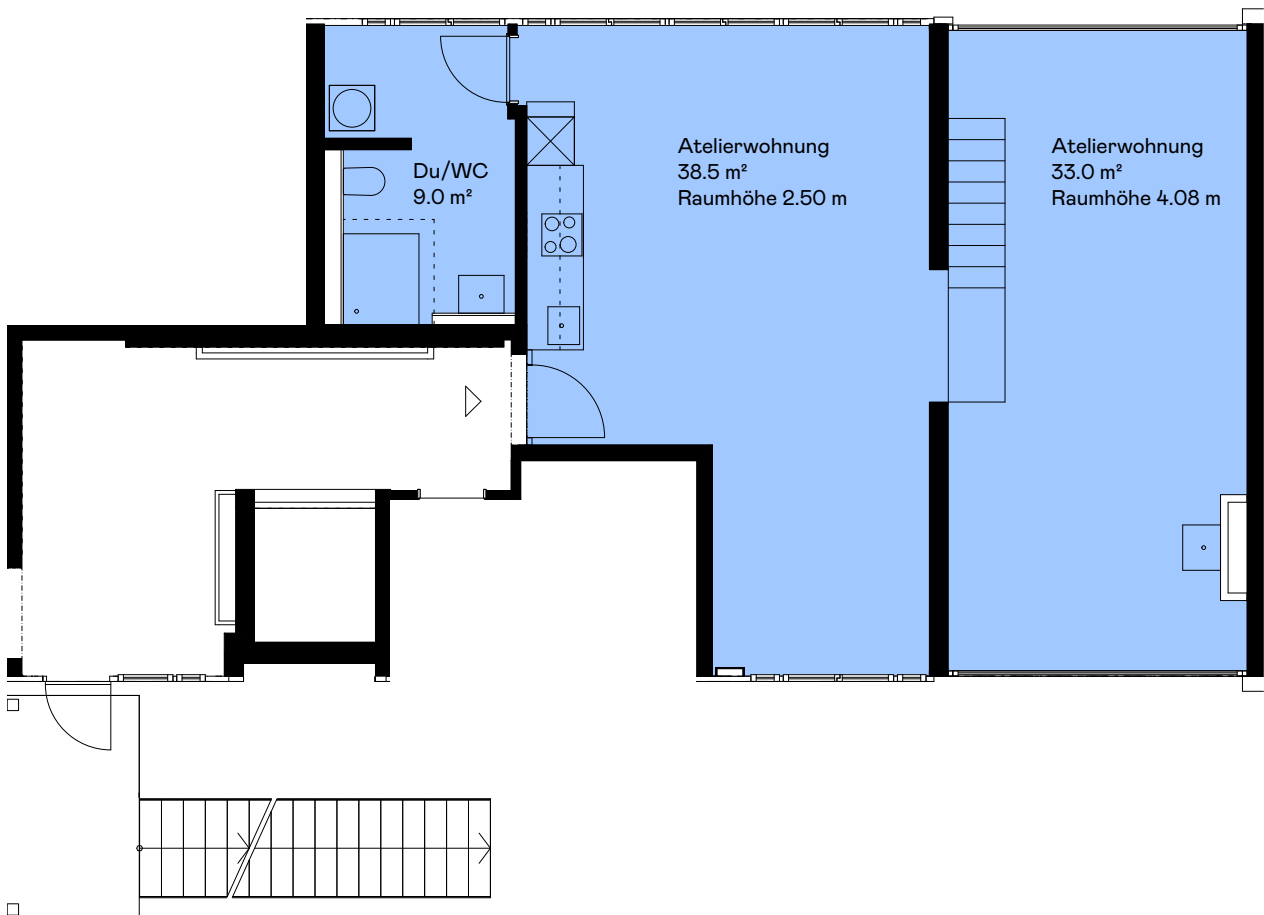 Du/WC
9.0 m²
Atelierwohnung
38.5 m²
Raumhöhe 2.50 m
Atelierwohnung
33.0 m²
Raumhöhe 4.08 m